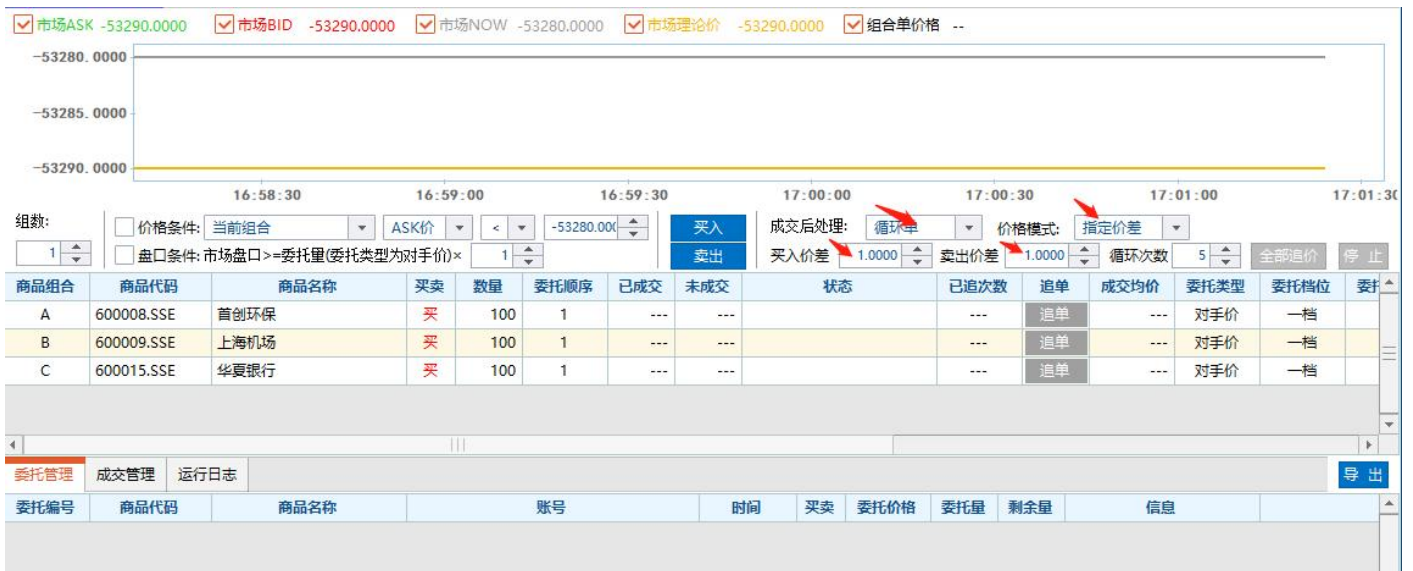 市场ASK -53290.0000 市场BID -53290.0000 市场NOW -53280.0000 市场理论价 -53290.0000 组合单价格 --
-53280.0000
-53285.0000
-53290.0000
16:58:30 16:59:00 16:59:30 17:00:00 17:00:30 17:01:00 17:01:30
组数: 价格条件: 当前组合 ASK价 < -53280.000 买入 成交后处理: 循环单 价格模式: 指定价差
1 盘口条件: 市场盘口>=委托量(委托类型为对手价)× 1 卖出 买入价差 1.0000 卖出价差 1.0000 循环次数 5 全部追价 停 止
商品组合 商品代码 商品名称 买卖 数量 委托顺序 已成交 未成交 状态 已追次数 追单 成交均价 委托类型 委托档位 委托
A 600008.SSE 首创环保 买 100 1 --- --- --- 追单 --- 对手价 一档
B 600009.SSE 上海机场 买 100 1 --- --- --- 追单 --- 对手价 一档
C 600015.SSE 华夏银行 买 100 1 --- --- --- 追单 --- 对手价 一档
委托管理 成交管理 运行日志 导 出
委托编号 商品代码 商品名称 账号 时间 买卖 委托价格 委托量 剩余量 信息